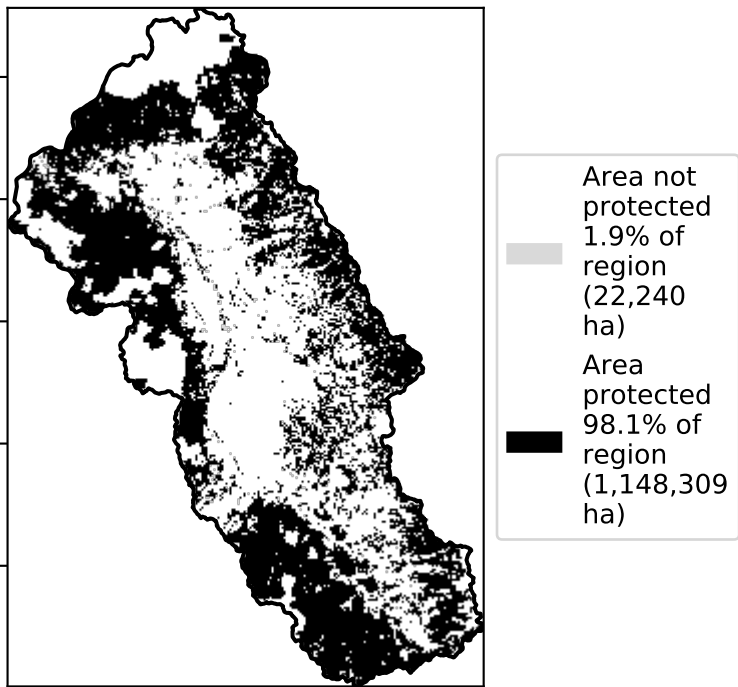 Area not
protected
1.9% of
region
(22,240
ha)
Area
protected
98.1% of
region
(1,148,309
ha)